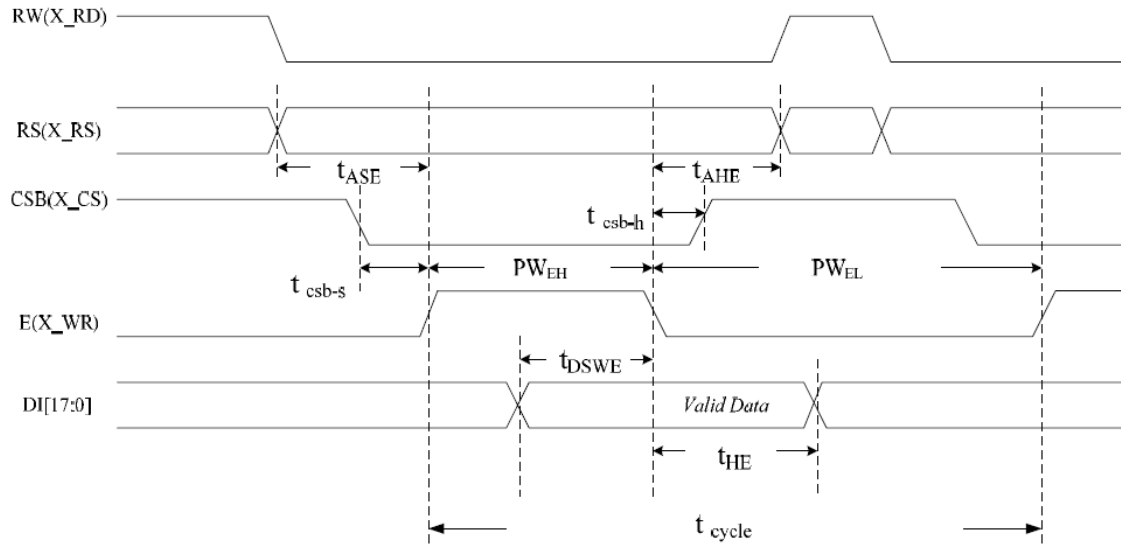 RW(X_RD)
RS(X_RS)
tASE
tAHE
CSB(X_CS)
t csb-h
PWEH
PWEL
t csb-s
E(X_WR)
tDSWE
DI[17:0]
Valid Data
tHE
t cycle